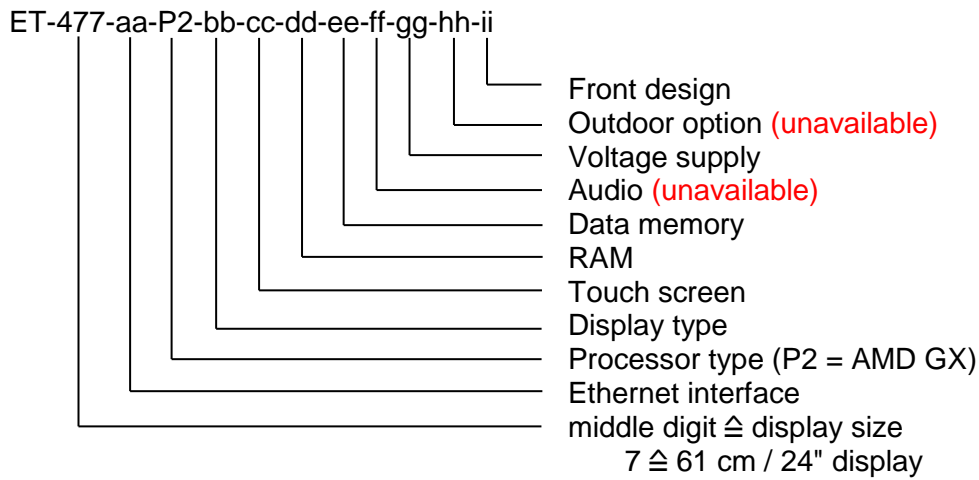 ET-477-aa-P2-bb-cc-dd-ee-ff-gg-hh-ii
Front design
Outdoor option (unavailable)
Voltage supply
Audio (unavailable)
Data memory
RAM
Touch screen
Display type
Processor type (P2 = AMD GX)
Ethernet interface
middle digit ≙ display size
7 ≙ 61 cm / 24" display